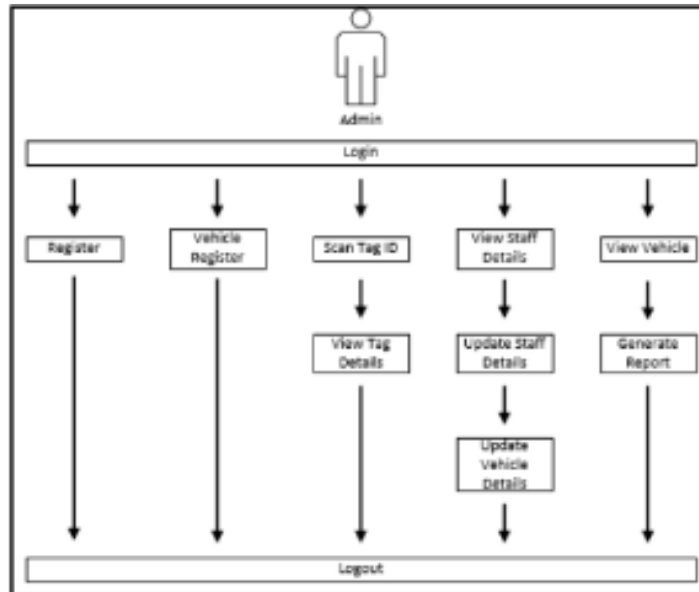 Admin
Login
Register
Vehicle
Register
Scan Tag ID
View Staff
Details
View Vehicle
View Tag
Details
Update Staff
Details
Generate
Report
Update
Vehicle
Details
Logout